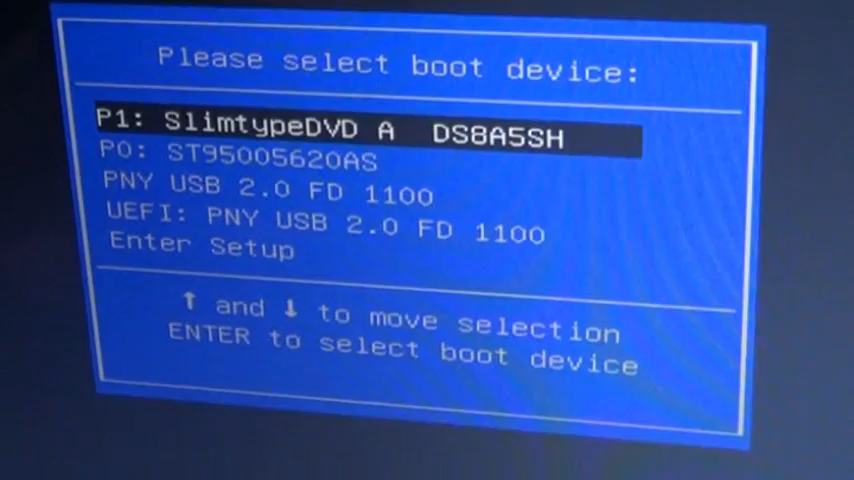 Please select boot device:
P1: SlimtypeDVD A DS8A5SH
P0: ST95005620AS
PNY USB 2.0 FD 1100
UEFI: PNY USB 2.0 FD 1100
Enter Setup
↑ and ↓ to move selection
ENTER to select boot device